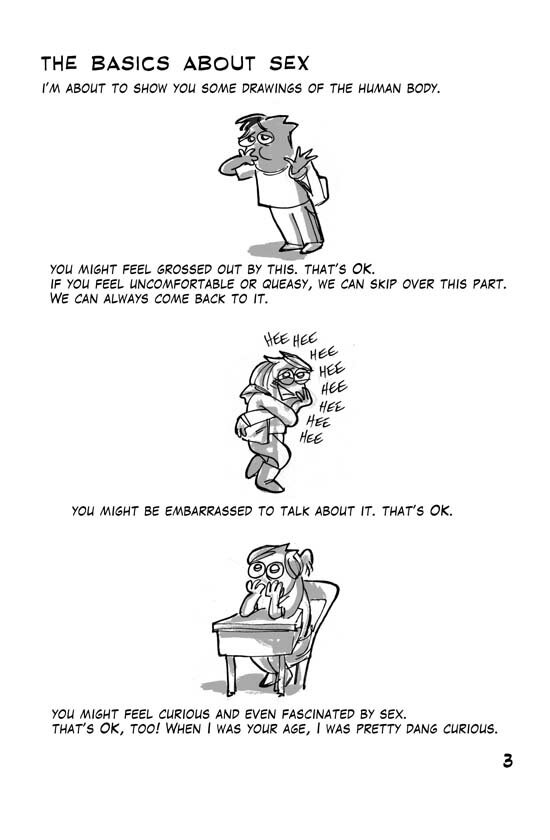 THE BASICS ABOUT SEX
I'M ABOUT TO SHOW YOU SOME DRAWINGS OF THE HUMAN BODY.
YOU MIGHT FEEL GROSSED OUT BY THIS. THAT'S OK.
IF YOU FEEL UNCOMFORTABLE OR QUEASY, WE CAN SKIP OVER THIS PART.
WE CAN ALWAYS COME BACK TO IT.
HEE HEE
HEE
HEE
HEE
HEE
HEE
HEE
YOU MIGHT BE EMBARRASSED TO TALK ABOUT IT. THAT'S OK.
YOU MIGHT FEEL CURIOUS AND EVEN FASCINATED BY SEX.
THAT'S OK, TOO! WHEN I WAS YOUR AGE, I WAS PRETTY DANG CURIOUS.
3